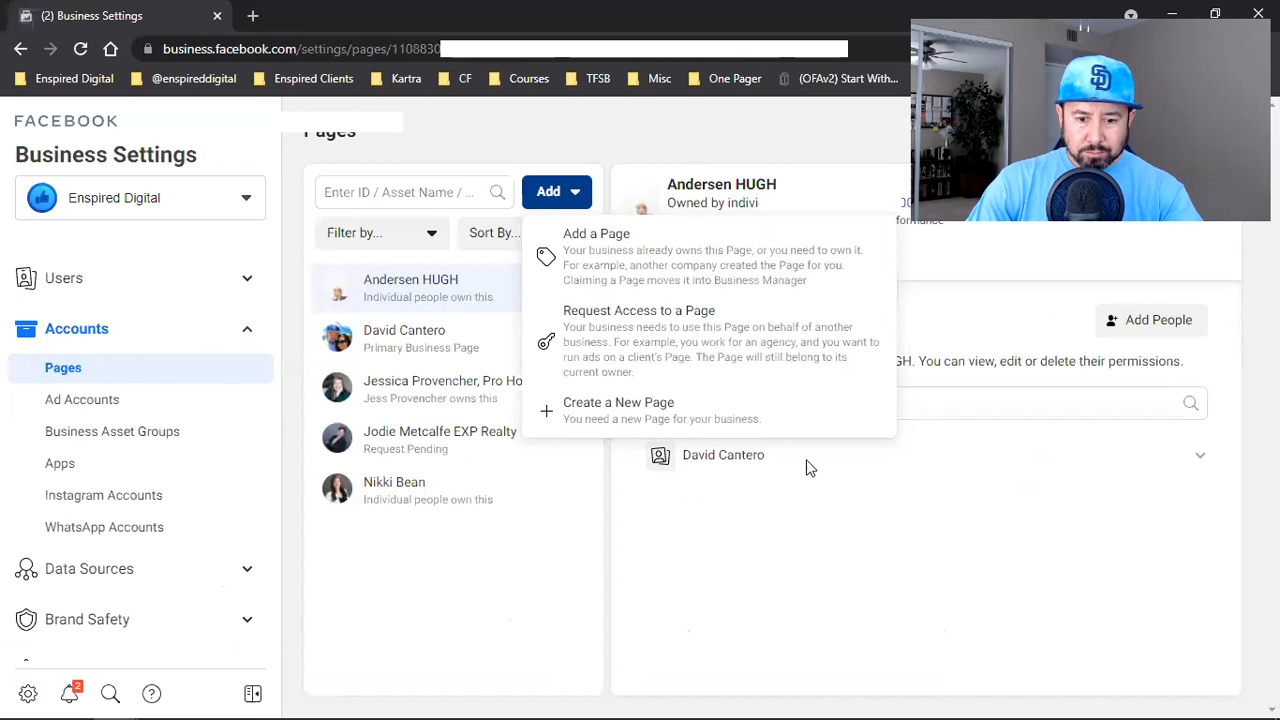 (2) Business Settings
business.facebook.com/settings/pages/1108830
Enspired Digital
@enspireddigital
Enspired Clients
Kartra
CF
Courses
TFSB
Misc
One Pager
(OFAv2) Start With...
FACEBOOK
Business Settings
Enspired Digital
Users
Accounts
Pages
Ad Accounts
Business Asset Groups
Apps
Instagram Accounts
WhatsApp Accounts
Data Sources
Brand Safety
2
Pages
Enter ID / Asset Name / ...
Add
Filter by...
Sort By...
Andersen HUGH
Individual people own this
David Cantero
Primary Business Page
Jessica Provencher, Pro Ho
Jess Provencher owns this
Jodie Metcalfe EXP Realty
Request Pending
Nikki Bean
Individual people own this
Add a Page
Your business already owns this Page, or you need to own it.
For example, another company created the Page for you.
Claiming a Page moves it into Business Manager
Request Access to a Page
Your business needs to use this Page on behalf of another
business. For example, you work for an agency, and you want to
run ads on a client's Page. The Page will still belong to its
current owner.
Create a New Page
You need a new Page for your business.
Andersen HUGH
Owned by indivi
formance
Add People
GH. You can view, edit or delete their permissions.
David Cantero
SD